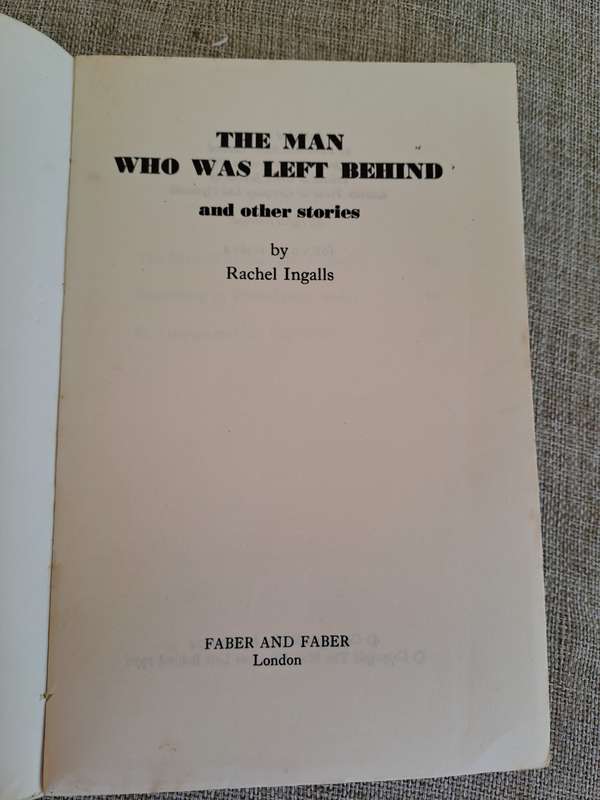 THE MAN
WHO WAS LEFT BEHIND
and other stories
by
Rachel Ingalls
FABER AND FABER
London